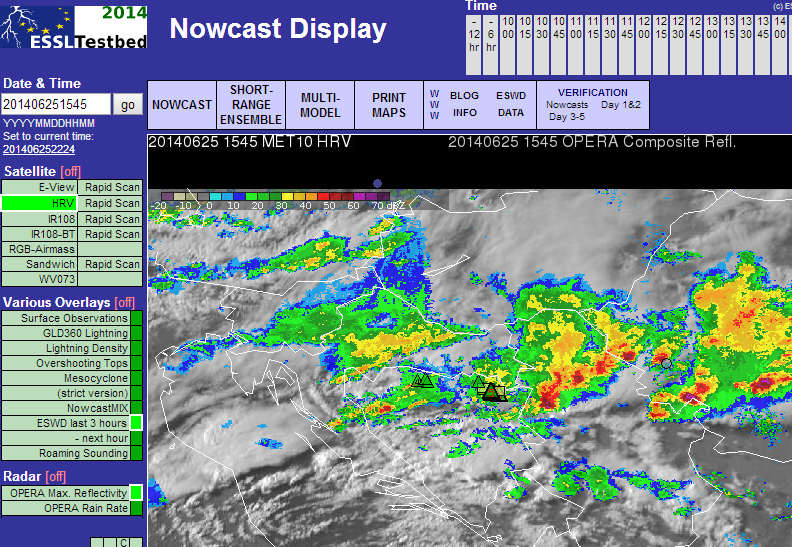 2014
ESSLTestbed
Nowcast Display
Time
(c) ES
- 12 hr
- 6 hr
10 00
10 15
10 30
10 45
11 00
11 15
11 30
11 45
12 00
12 15
12 30
12 45
13 00
13 15
13 30
13 45
14 00
Date & Time
201406251545 go
YYYYMMDDHHMM
Set to current time:
201406252224
NOWCAST
SHORT-
RANGE
ENSEMBLE
MULTI-
MODEL
PRINT
MAPS
W
W
W
BLOG
INFO
ESWD
DATA
VERIFICATION
Nowcasts Day 1&2
Day 3-5
20140625 1545 MET10 HRV
20140625 1545 OPERA Composite Refl.
-20 -10 0 10 20 30 40 50 60 70 dBZ
Satellite [off]
E-View Rapid Scan
HRV Rapid Scan
IR108 Rapid Scan
IR108-BT Rapid Scan
RGB-Airmass
Sandwich Rapid Scan
WV073
Various Overlays [off]
Surface Observations
GLD360 Lightning
Lightning Density
Overshooting Tops
Mesocyclone
(strict version)
NowcastMIX
ESWD last 3 hours
- next hour
Roaming Sounding
Radar [off]
OPERA Max. Reflectivity
OPERA Rain Rate
C